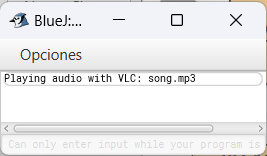 BlueJ:...
Opciones
Playing audio with VLC: song.mp3
Can only enter input while your program is